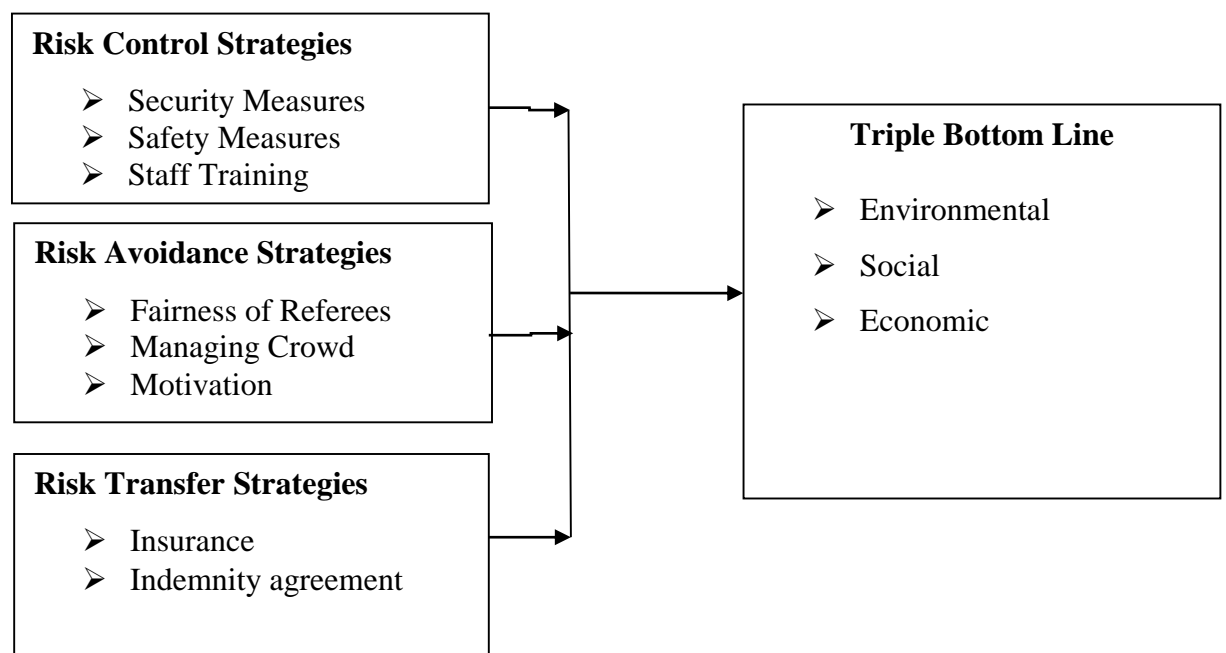 Risk Control Strategies
➢ Security Measures
➢ Safety Measures
➢ Staff Training
Risk Avoidance Strategies
➢ Fairness of Referees
➢ Managing Crowd
➢ Motivation
Risk Transfer Strategies
➢ Insurance
➢ Indemnity agreement
Triple Bottom Line
➢ Environmental
➢ Social
➢ Economic